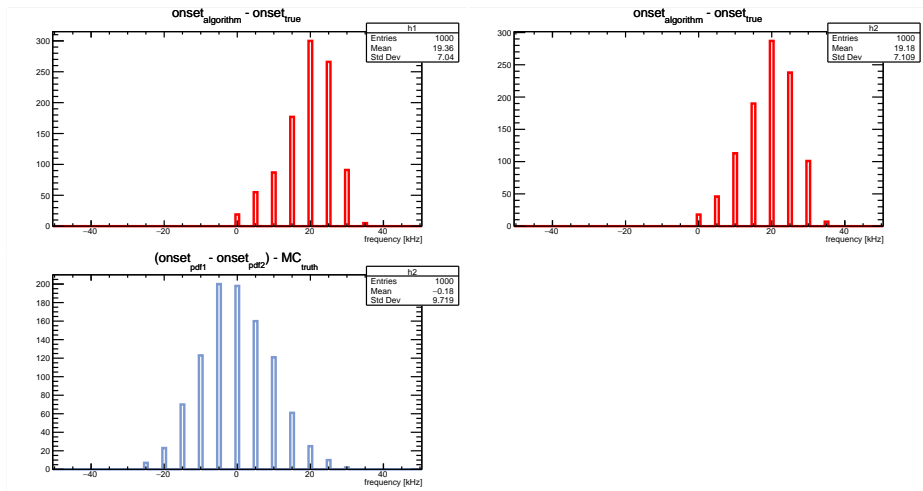 onset_algorithm - onset_true
h1
Entries 1000
Mean 19.36
Std Dev 7.04
300
250
200
150
100
50
0
−40 −20 0 20 40
frequency [kHz]
onset_algorithm - onset_true
h2
Entries 1000
Mean 19.18
Std Dev 7.109
300
250
200
150
100
50
0
−40 −20 0 20 40
frequency [kHz]
(onset_pdf1 - onset_pdf2) - MC_truth
h2
Entries 1000
Mean −0.18
Std Dev 9.719
200
180
160
140
120
100
80
60
40
20
0
−40 −20 0 20 40
frequency [kHz]